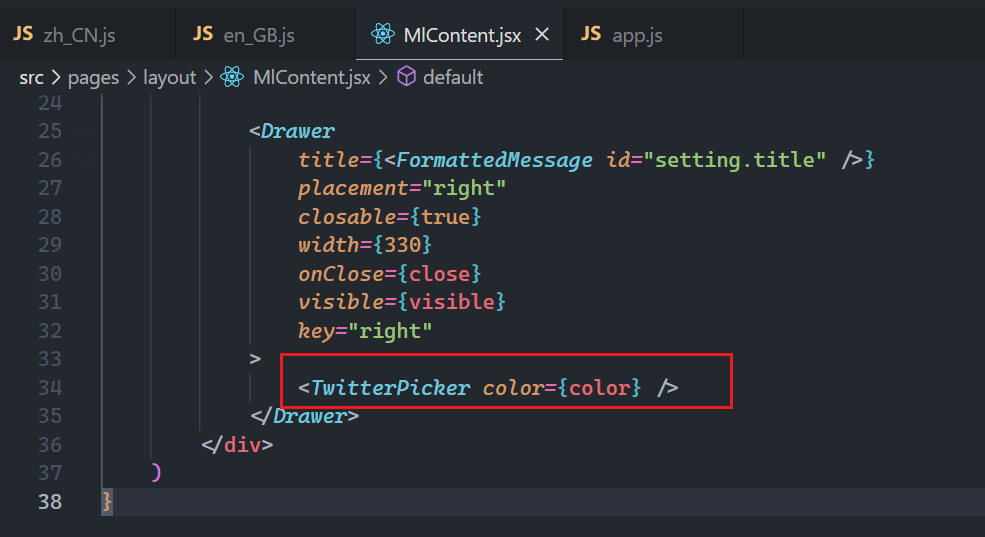 JS zh_CN.js JS en_GB.js MlContent.jsx × JS app.js
src > pages > layout > MlContent.jsx > default
24
25 <Drawer
26 title={<FormattedMessage id="setting.title" />}
27 placement="right"
28 closable={true}
29 width={330}
30 onClose={close}
31 visible={visible}
32 key="right"
33 >
34 <TwitterPicker color={color} />
35 </Drawer>
36 </div>
37 )
38 }